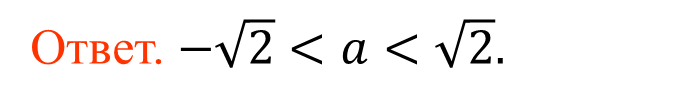 Ответ. −√2 < a < √2.